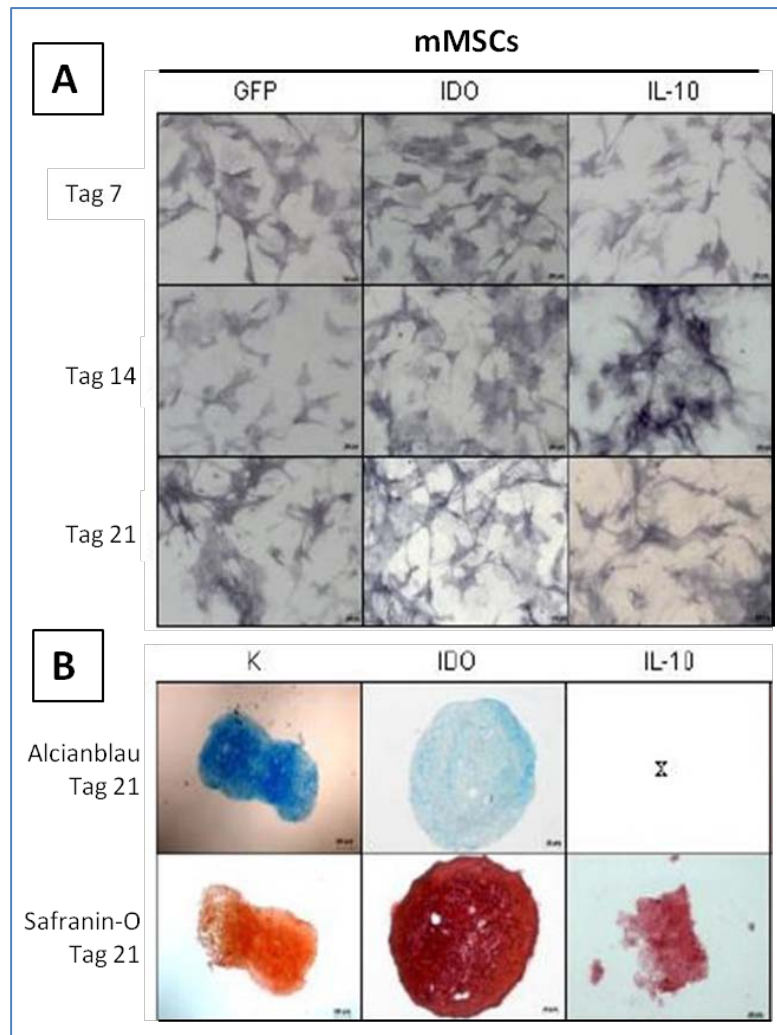 mMSCs
A
GFP IDO IL-10
Tag 7
Tag 14
Tag 21
B
K IDO IL-10
Alcianblau
Tag 21
X
Safranin-O
Tag 21